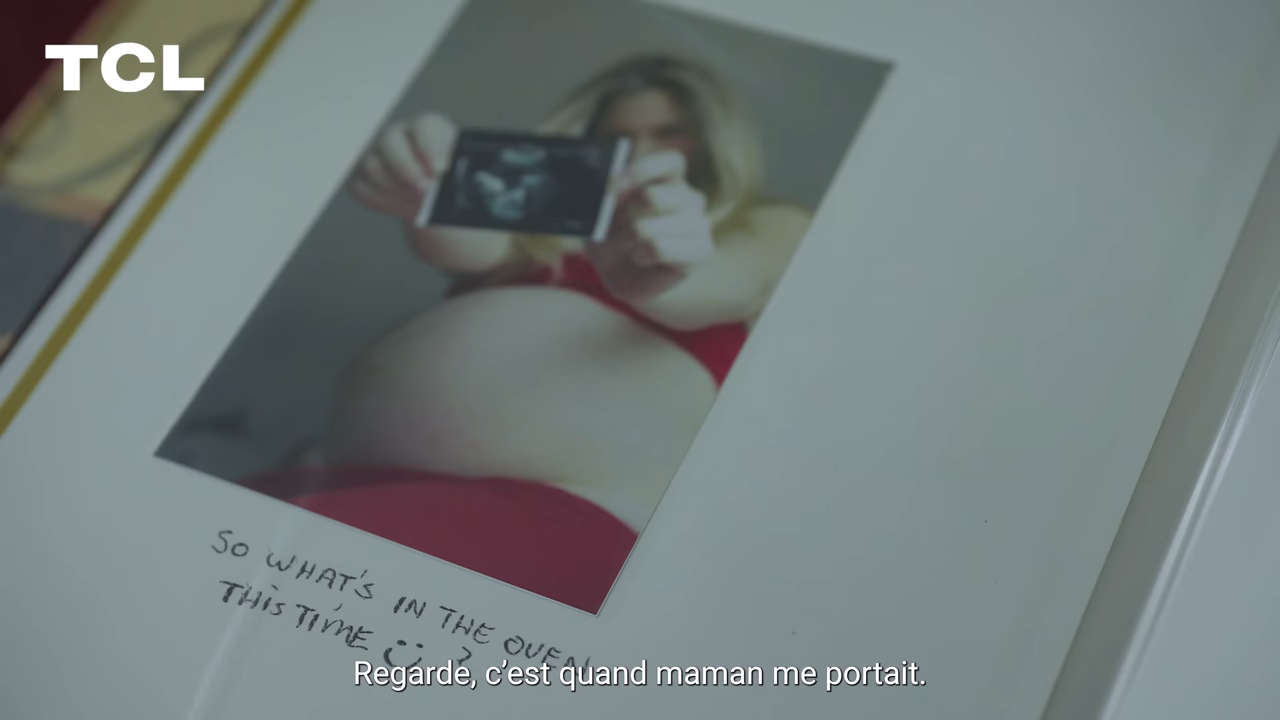 TCL
SO WHAT'S IN THE OVEN
THIS TIME :) ?
Regarde, c'est quand maman me portait.